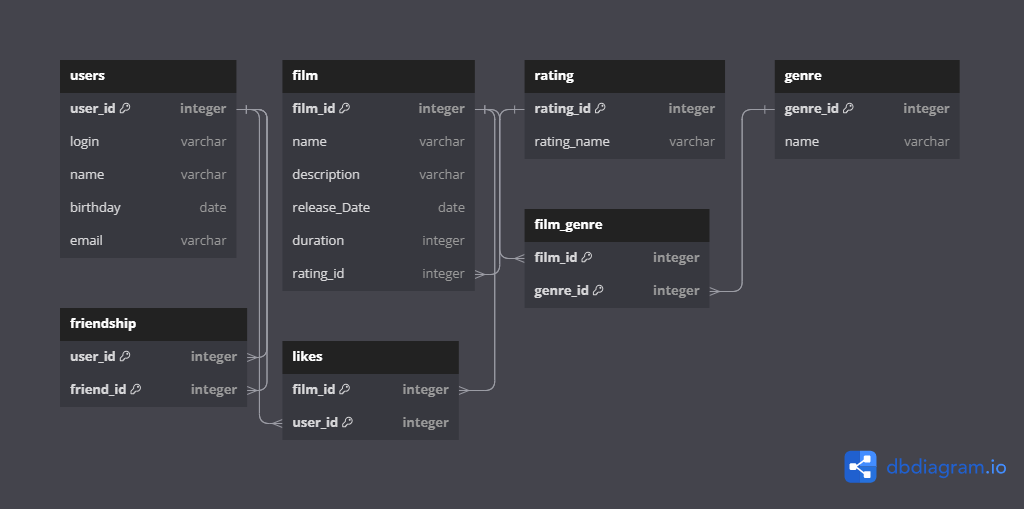 users
user_id integer
login varchar
name varchar
birthday date
email varchar
film
film_id integer
name varchar
description varchar
release_Date date
duration integer
rating_id integer
rating
rating_id integer
rating_name varchar
genre
genre_id integer
name varchar
film_genre
film_id integer
genre_id integer
friendship
user_id integer
friend_id integer
likes
film_id integer
user_id integer
dbdiagram.io